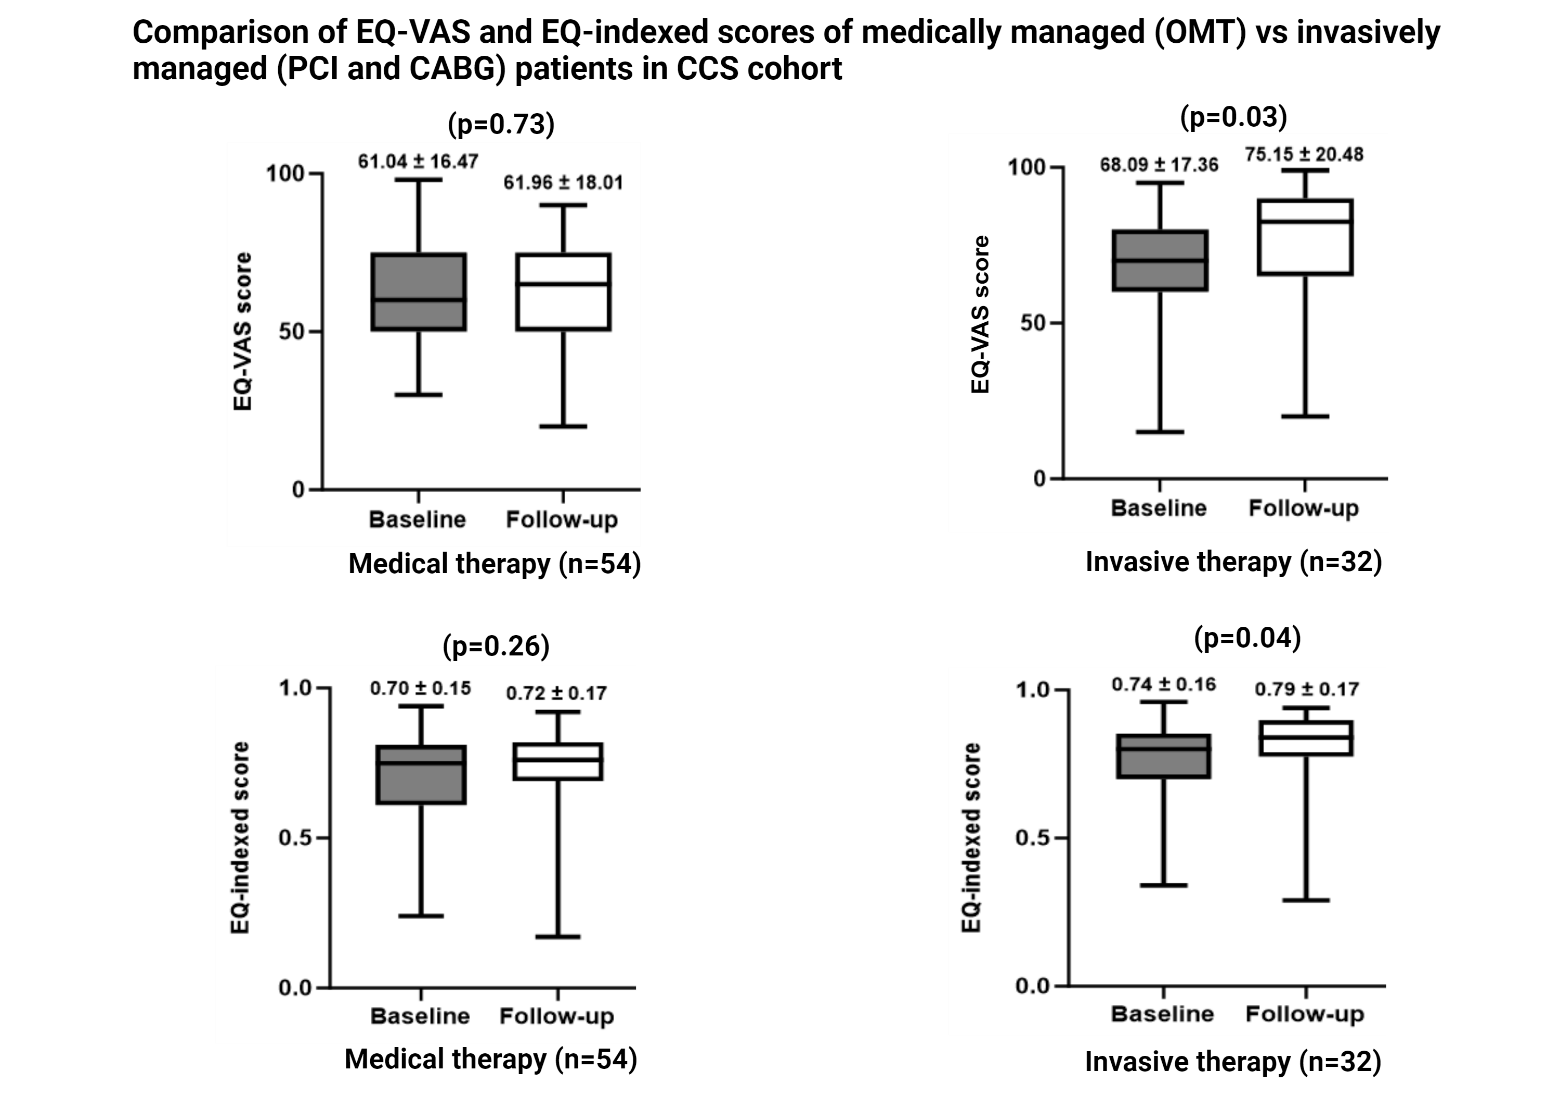 Comparison of EQ-VAS and EQ-indexed scores of medically managed (OMT) vs invasively
managed (PCI and CABG) patients in CCS cohort
(p=0.73)
61.04 ± 16.47
61.96 ± 18.01
100
50
0
EQ-VAS score
Baseline Follow-up
Medical therapy (n=54)
(p=0.03)
68.09 ± 17.36
75.15 ± 20.48
100
50
0
EQ-VAS score
Baseline Follow-up
Invasive therapy (n=32)
(p=0.26)
0.70 ± 0.15
0.72 ± 0.17
1.0
0.5
0.0
EQ-indexed score
Baseline Follow-up
Medical therapy (n=54)
(p=0.04)
0.74 ± 0.16
0.79 ± 0.17
1.0
0.5
0.0
EQ-indexed score
Baseline Follow-up
Invasive therapy (n=32)